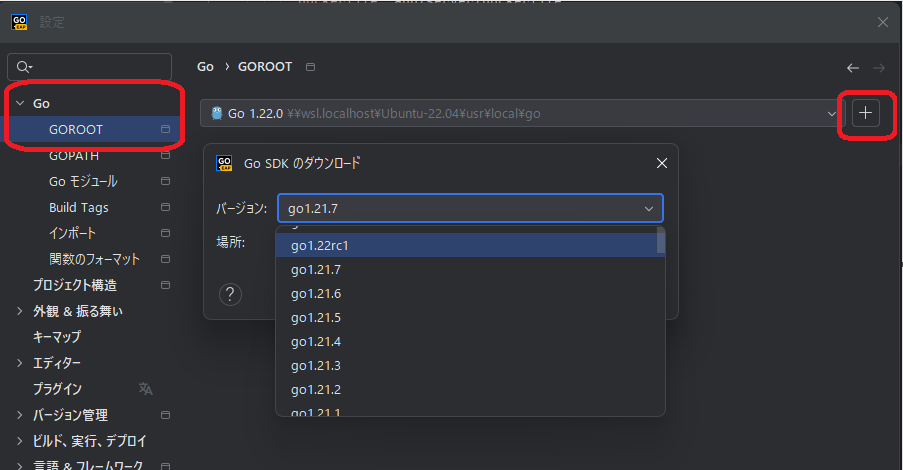 設定
Go
GOROOT
GOPATH
Go モジュール
Build Tags
インポート
関数のフォーマット
プロジェクト構造
外観 & 振る舞い
キーマップ
エディター
プラグイン
バージョン管理
ビルド、実行、デプロイ
言語 & フレームワーク
Go › GOROOT
Go 1.22.0 ¥¥wsl.localhost¥Ubuntu-22.04¥usr¥local¥go
Go SDK のダウンロード
バージョン: go1.21.7
場所:
go1.22rc1
go1.21.7
go1.21.6
go1.21.5
go1.21.4
go1.21.3
go1.21.2
go1.21.1
?